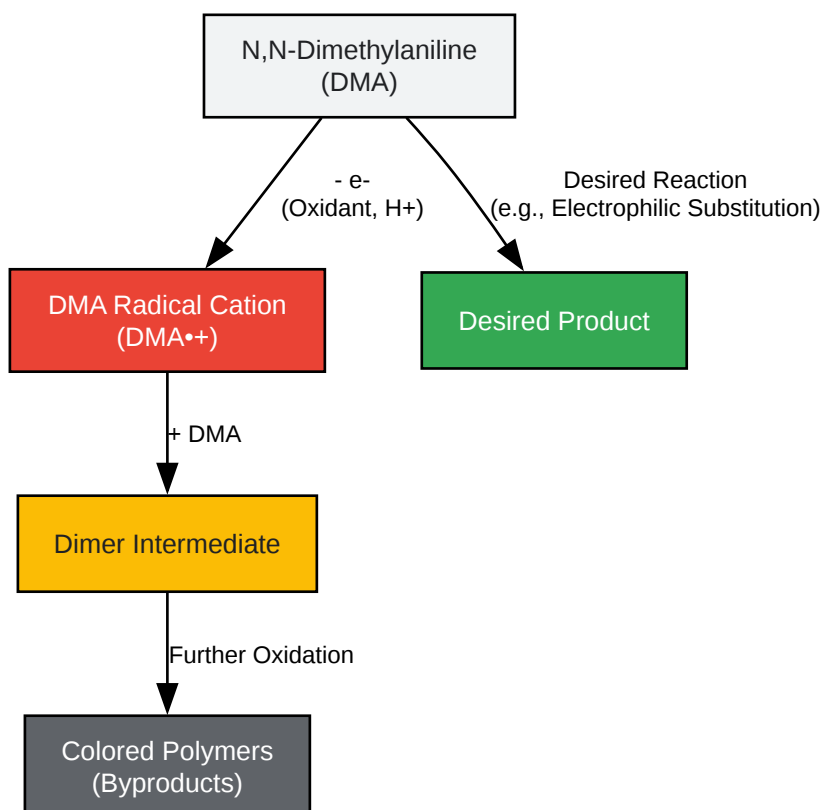 N,N-Dimethylaniline
(DMA)
- e-
(Oxidant, H+)
Desired Reaction
(e.g., Electrophilic Substitution)
DMA Radical Cation
(DMA•+)
Desired Product
+ DMA
Dimer Intermediate
Further Oxidation
Colored Polymers
(Byproducts)